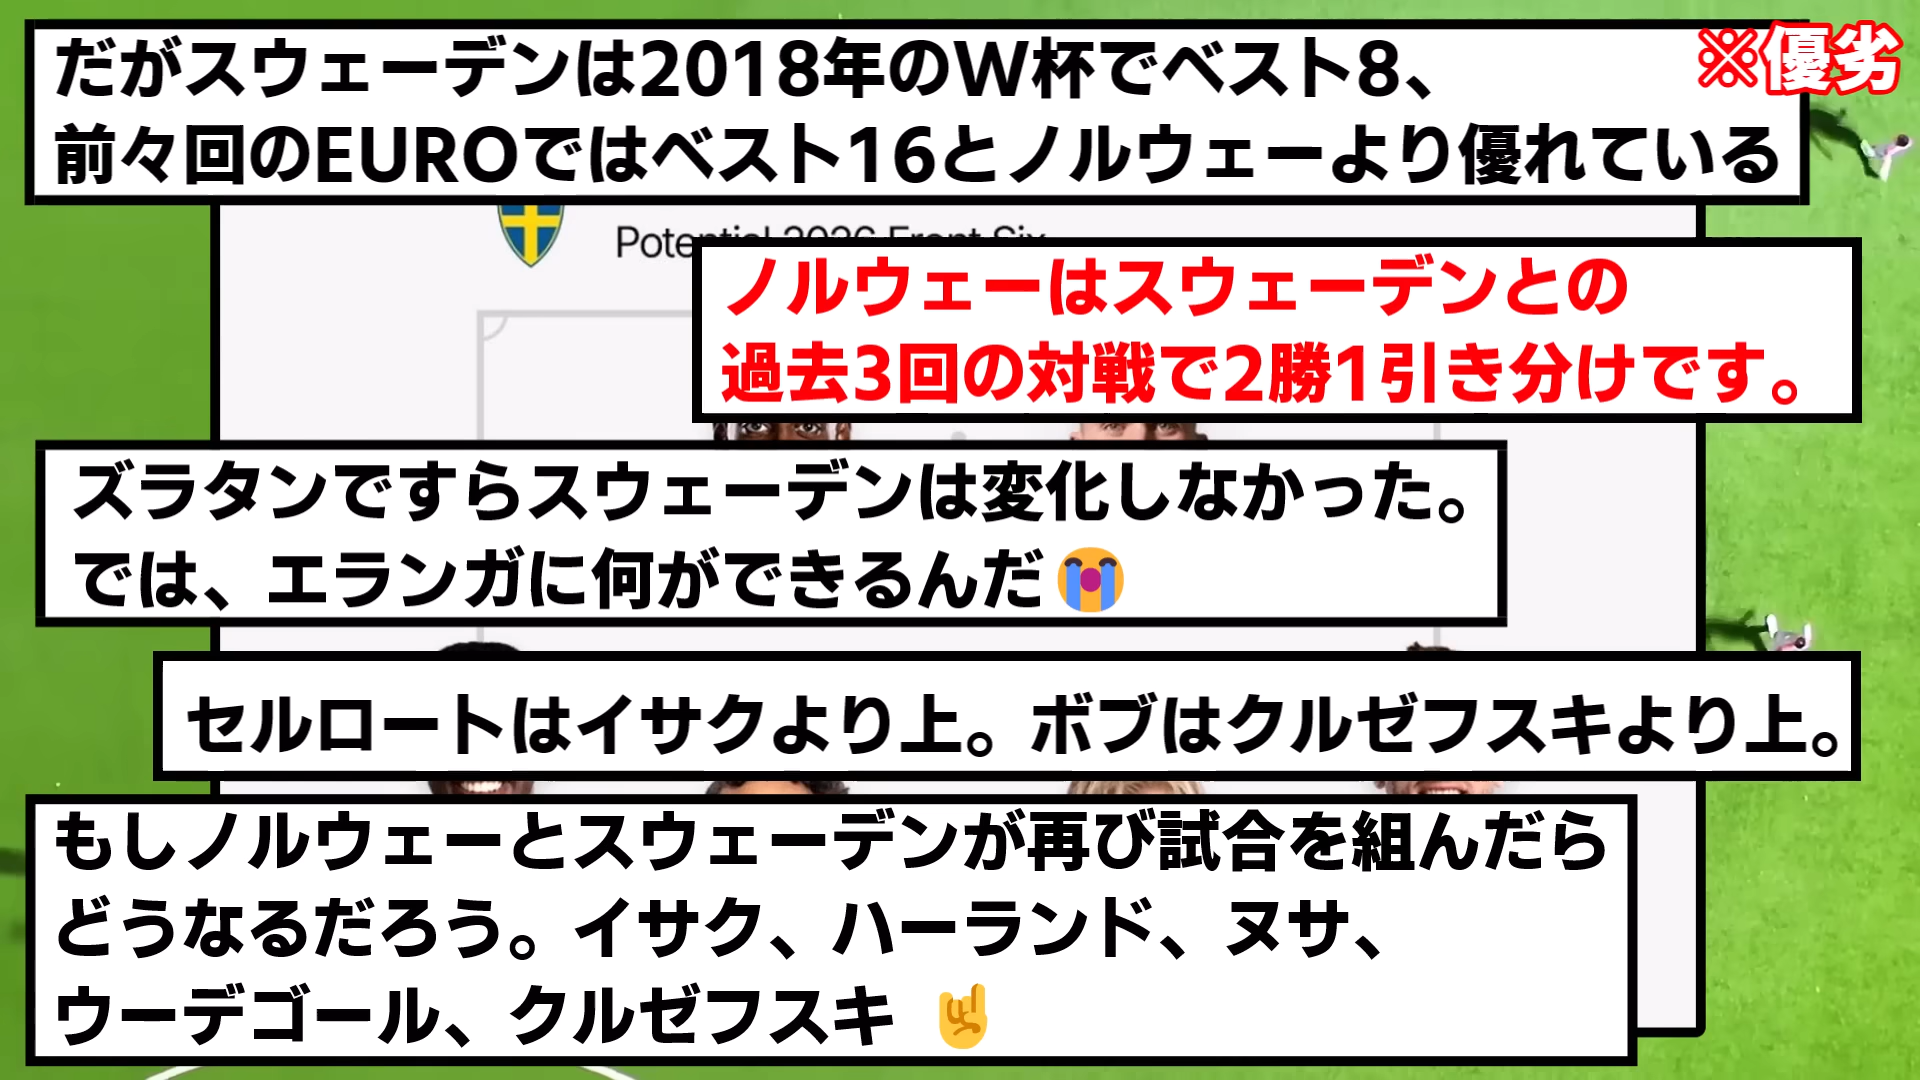 だがスウェーデンは2018年のW杯でベスト8、
前々回のEUROではベスト16とノルウェーより優れている
※優劣
Potential 2026 Front Six
ノルウェーはスウェーデンとの
過去3回の対戦で2勝1引き分けです。
ズラタンですらスウェーデンは変化しなかった。
では、エランガに何ができるんだ😭
セルロートはイサクより上。ボブはクルゼフスキより上。
もしノルウェーとスウェーデンが再び試合を組んだら
どうなるだろう。イサク、ハーランド、ヌサ、
ウーデゴール、クルゼフスキ 🤘